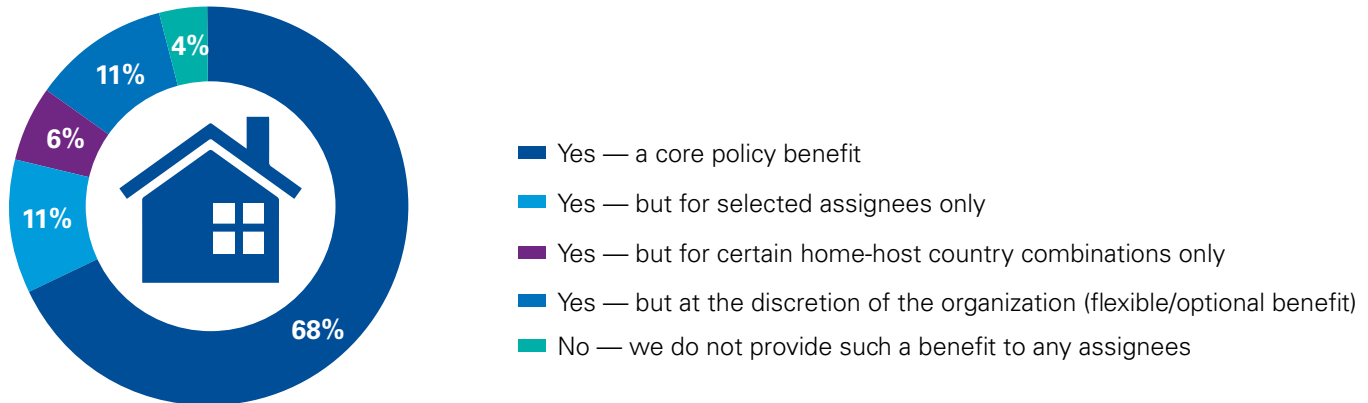 4%
11%
6%
11%
68%
Yes — a core policy benefit
Yes — but for selected assignees only
Yes — but for certain home-host country combinations only
Yes — but at the discretion of the organization (flexible/optional benefit)
No — we do not provide such a benefit to any assignees